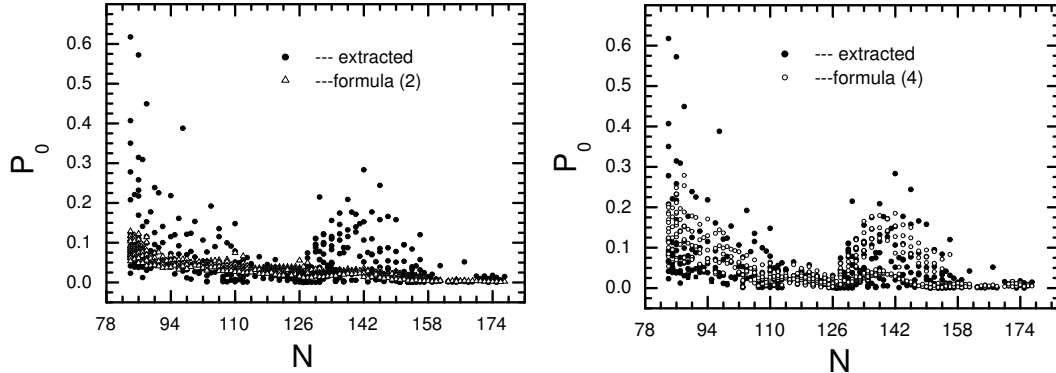 0.6
0.5
0.4
0.3
0.2
0.1
0.0
P0
78 94 110 126 142 158 174
N
--- extracted
---formula (2)
0.6
0.5
0.4
0.3
0.2
0.1
0.0
P0
78 94 110 126 142 158 174
N
--- extracted
---formula (4)